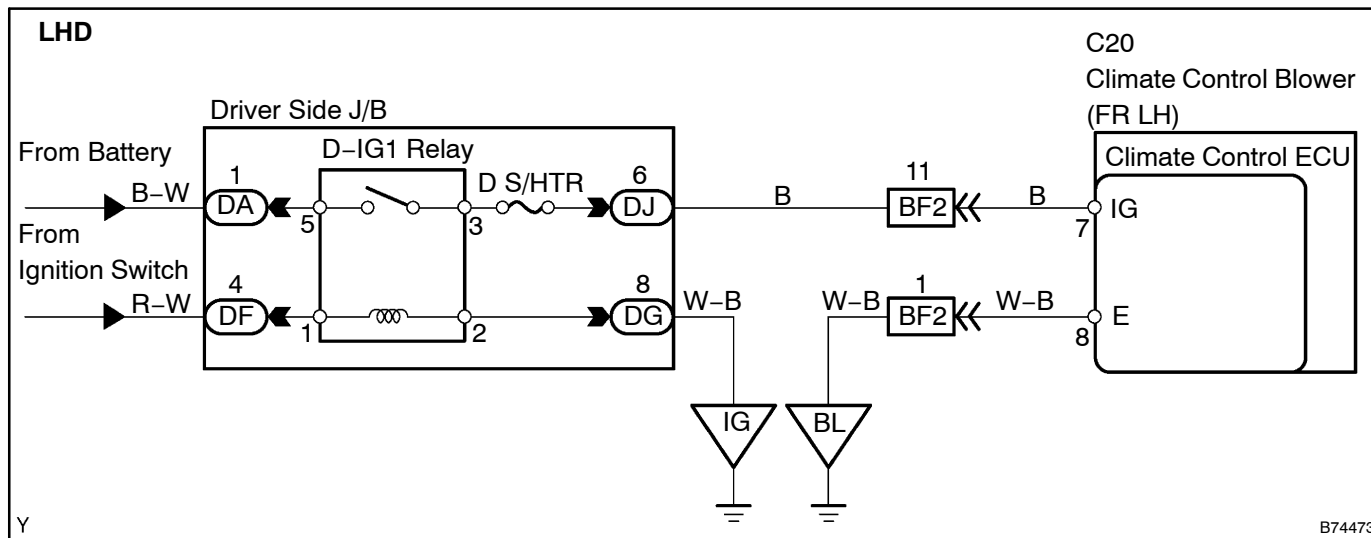 LHD
C20
Climate Control Blower
(FR LH)
Driver Side J/B
Climate Control ECU
From Battery
D–IG1 Relay
11
1
D S/HTR
6
B–W
DA
DJ
B
BF2
B
IG
5
3
7
From
Ignition Switch
4
8
1
R–W
DF
DG
W–B
W–B
BF2
W–B
E
1
2
8
IG
BL
Y
B74473